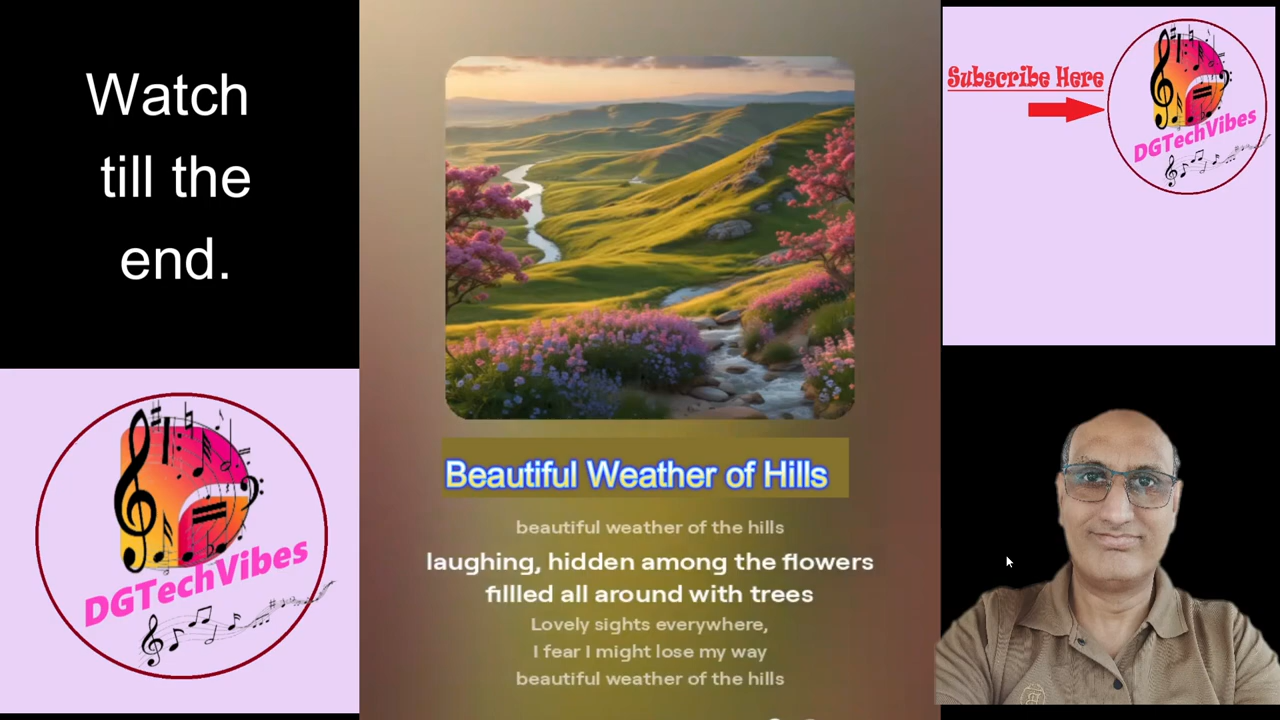 Watch
till the
end.
DGTechVibes
Beautiful Weather of Hills
beautiful weather of the hills
laughing, hidden among the flowers
fillled all around with trees
Lovely sights everywhere,
I fear I might lose my way
beautiful weather of the hills
Subscribe Here
DGTechVibes